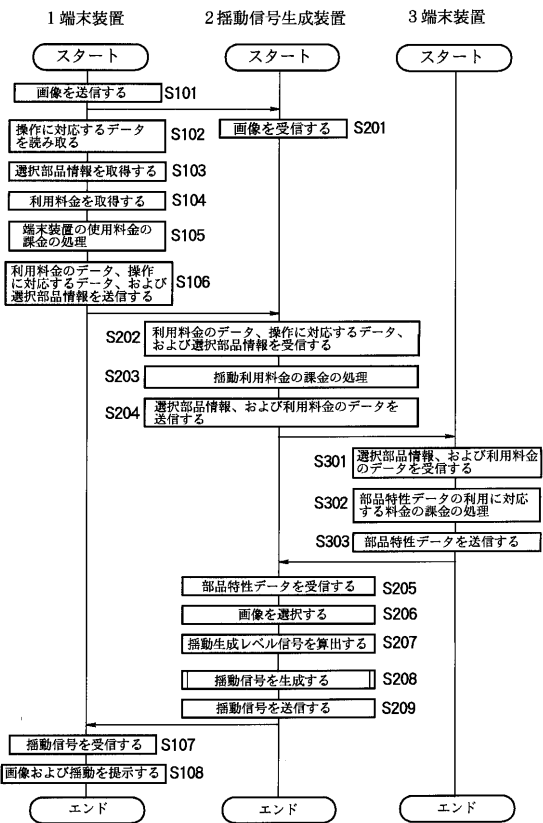 1 端末装置
2 揺動信号生成装置
3 端末装置
スタート
スタート
スタート
画像を送信する
S101
画像を受信する
S201
操作に対応するデータ
を読み取る
S102
選択部品情報を取得する
S103
利用料金を取得する
S104
端末装置の使用料金の
課金の処理
S105
利用料金のデータ、操作
に対応するデータ、および
選択部品情報を送信する
S106
S202
利用料金のデータ、操作に対応するデータ、
および選択部品情報を受信する
S203
揺動利用料金の課金の処理
S204
選択部品情報、および利用料金のデータを
送信する
S301
選択部品情報、および利用料金
のデータを受信する
S302
部品特性データの利用に対応
する料金の課金の処理
S303
部品特性データを送信する
部品特性データを受信する
S205
画像を選択する
S206
揺動生成レベル信号を算出する
S207
揺動信号を生成する
S208
揺動信号を送信する
S209
揺動信号を受信する
S107
画像および揺動を提示する
S108
エンド
エンド
エンド